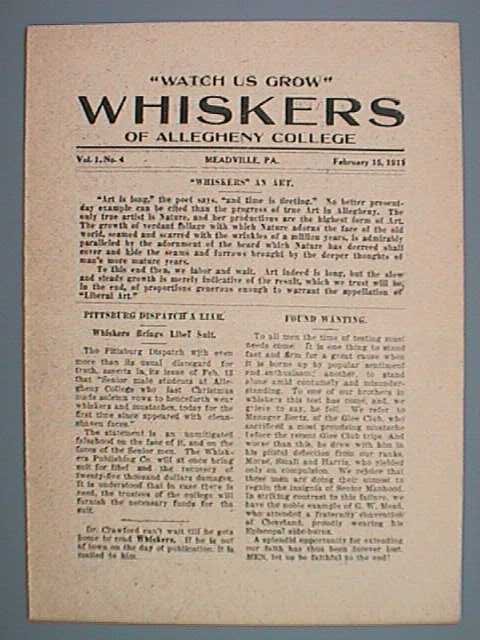 "WATCH US GROW"
WHISKERS
OF ALLEGHENY COLLEGE
Vol. 1, No. 4 MEADVILLE, PA. February 15, 1911
"WHISKERS" AN ART.
"Art is long," the poet says, "and time is fleeting." No better present-
day example can be cited than the progress of true Art in Allegheny. The
only true artist is Nature, and her productions are the highest form of Art.
The growth of verdant foliage with which Nature adorns the face of the old
world, seamed and scarred with the wrinkles of a million years, is admirably
paralleled by the adornment of the beard which Nature has decreed shall
cover and hide the seams and furrows brought by the deeper thoughts of
man's more mature years.
To this end then, we labor and wait. Art indeed is long, but the slow
and steady growth is merely indicative of the result, which we trust will be,
in the end, of proportions generous enough to warrant the appellation of
"Liberal Art."
PITTSBURG DISPATCH A LIAR.
Whiskers Brings Libel Suit.
The Pittsburg Dispatch with even
more than its usual disregard for
truth, asserts in its issue of Feb. 13
that "Senior male students at Alle-
gheny College who last Christmas
made solemn vows to henceforth wear
whiskers and mustaches, today for the
first time since appeared with clean-
shaven faces."
The statement is an unmitigated
falsehood on the face of it, and on the
faces of the Senior men. The Whisk-
ers Publishing Co. will at once bring
suit for libel and the recovery of
twenty-five thousand dollars damages.
It is understood that in case there is
need, the trustees of the college will
furnish the necessary funds for the
suit.
Dr. Crawford can't wait till he gets
home to read Whiskers. If he is out
of town on the day of publication, it is
mailed to him.
FOUND WANTING.
To all men the time of testing must
needs come. It is one thing to stand
fast and firm for a great cause when
it is borne up by popular sentiment
and enthusiasm; another, to stand
alone amid contumely and misunder-
standing. To one of our brothers in
whiskers this test has come, and, we
grieve to say, he fell. We refer to
Manager Bortz, of the Glee Club, who
sacrificed a most promising mustache
before the recent Glee Club trips. And
worse than this, he drew with him in
his pitiful defection from our ranks,
Morse, Small and Harris, who yielded
only on compulsion. We rejoice that
these men are doing their utmost to
regain the insignia of Senior Manhood.
In striking contrast to this failure, we
have the noble example of G. W. Mead,
who attended a fraternity convention
at Cleveland, proudly wearing his
Episcopal side-burns.
A splendid opportunity for extending
our faith has thus been forever lost.
MEN, let us be faithful to the end!